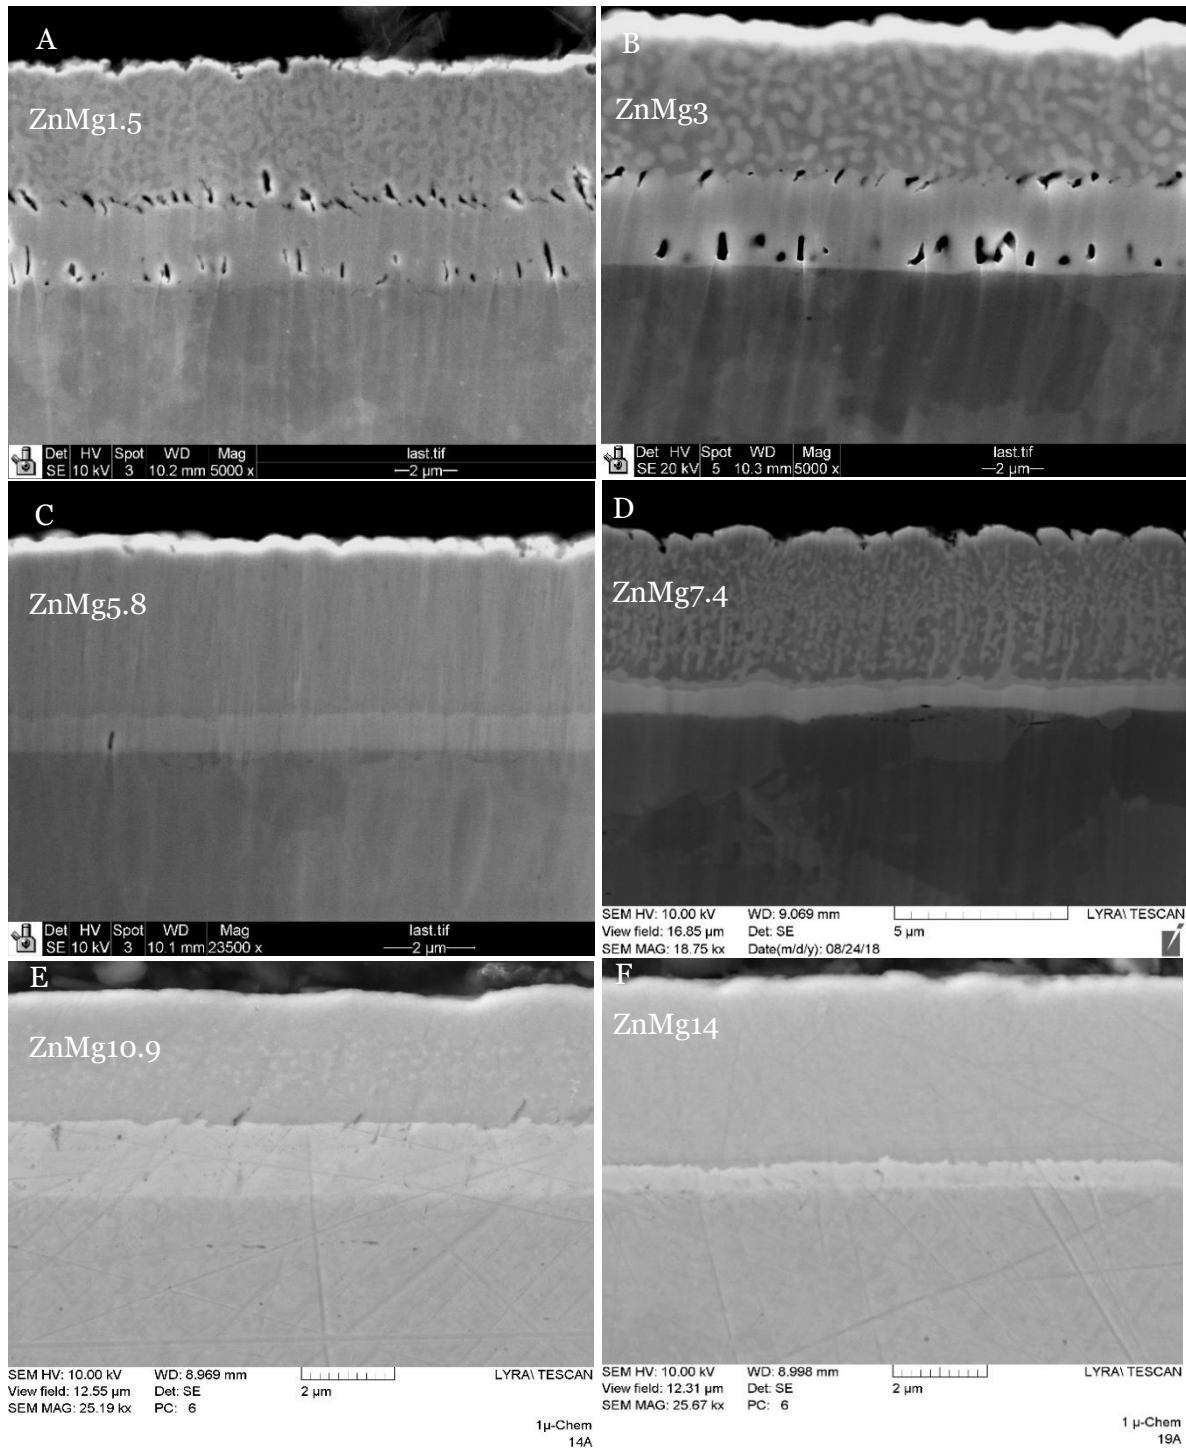 A
ZnMg1.5
Det HV Spot WD Mag last.tif
SE 10 kV 3 10.2 mm 5000 x 2 µm
B
ZnMg3
Det HV Spot WD Mag last.tif
SE 20 kV 5 10.3 mm 5000 x 2 µm
C
ZnMg5.8
Det HV Spot WD Mag last.tif
SE 10 kV 3 10.1 mm 23500 x 2 µm
D
ZnMg7.4
SEM HV: 10.00 kV WD: 9.069 mm LYRA\ TESCAN
View field: 16.85 µm Det: SE 5 µm
SEM MAG: 18.75 kx Date(m/d/y): 08/24/18
E
ZnMg10.9
SEM HV: 10.00 kV WD: 8.969 mm LYRA\ TESCAN
View field: 12.55 µm Det: SE 2 µm
SEM MAG: 25.19 kx PC: 6
1µ-Chem
14A
F
ZnMg14
SEM HV: 10.00 kV WD: 8.998 mm LYRA\ TESCAN
View field: 12.31 µm Det: SE 2 µm
SEM MAG: 25.67 kx PC: 6
1 µ-Chem
19A